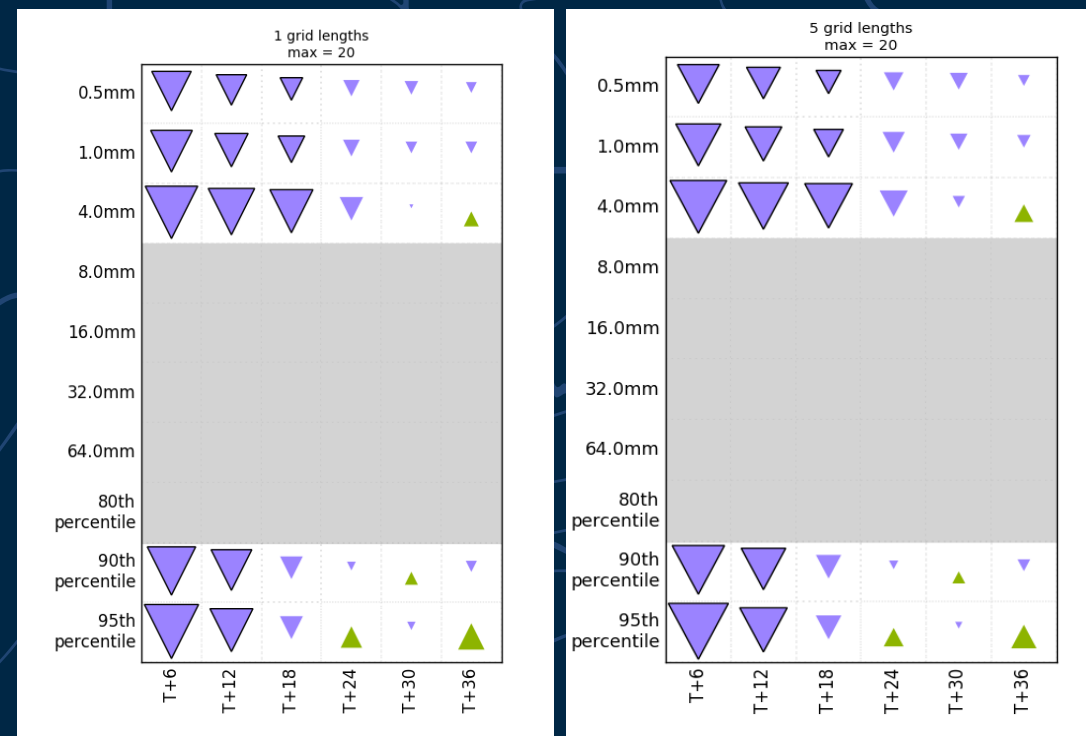 1 grid lengths
max = 20
0.5mm
1.0mm
4.0mm
8.0mm
16.0mm
32.0mm
64.0mm
80th
percentile
90th
percentile
95th
percentile
T+6
T+12
T+18
T+24
T+30
T+36
5 grid lengths
max = 20
0.5mm
1.0mm
4.0mm
8.0mm
16.0mm
32.0mm
64.0mm
80th
percentile
90th
percentile
95th
percentile
T+6
T+12
T+18
T+24
T+30
T+36